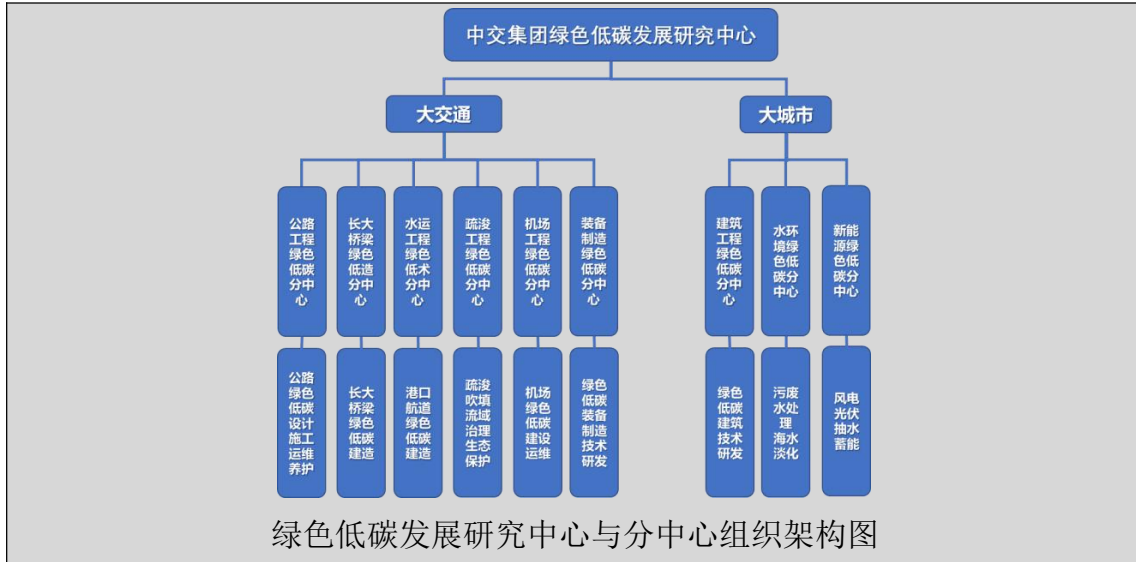 中交集团绿色低碳发展研究中心
大交通
大城市
公路
工程
绿色
低碳
分中
心
长大
桥梁
绿色
低造
分中
心
水运
工程
绿色
低术
分中
心
疏浚
工程
绿色
低碳
分中
心
机场
工程
绿色
低碳
分中
心
装备
制造
绿色
低碳
分中
心
建筑
工程
绿色
低碳
分中
心
水环
境绿
色低
碳分
中心
新能
源绿
色低
碳分
中心
公路
绿色
低碳
设计
施工
运维
养护
长大
桥梁
绿色
低碳
建造
港口
航道
绿色
低碳
建造
疏浚
吹填
流域
治理
生态
保护
机场
绿色
低碳
建设
运维
绿色
低碳
装备
制造
技术
研发
绿色
低碳
建筑
技术
研发
污废
水处
理
海水
淡化
风电
光伏
抽水
蓄能
绿色低碳发展研究中心与分中心组织架构图